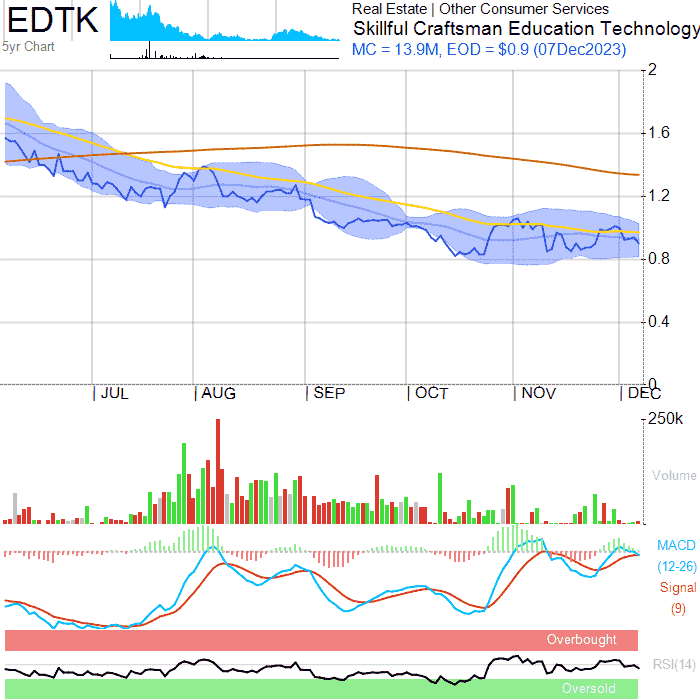 EDTK
5yr Chart
Real Estate | Other Consumer Services
Skillful Craftsman Education Technology
MC = 13.9M, EOD = $0.9 (07Dec2023)
2
1.6
1.2
0.8
0.4
0
JUL AUG SEP OCT NOV DEC
250k
Volume
MACD
(12-26)
Signal
(9)
Overbought
RSI(14)
Oversold